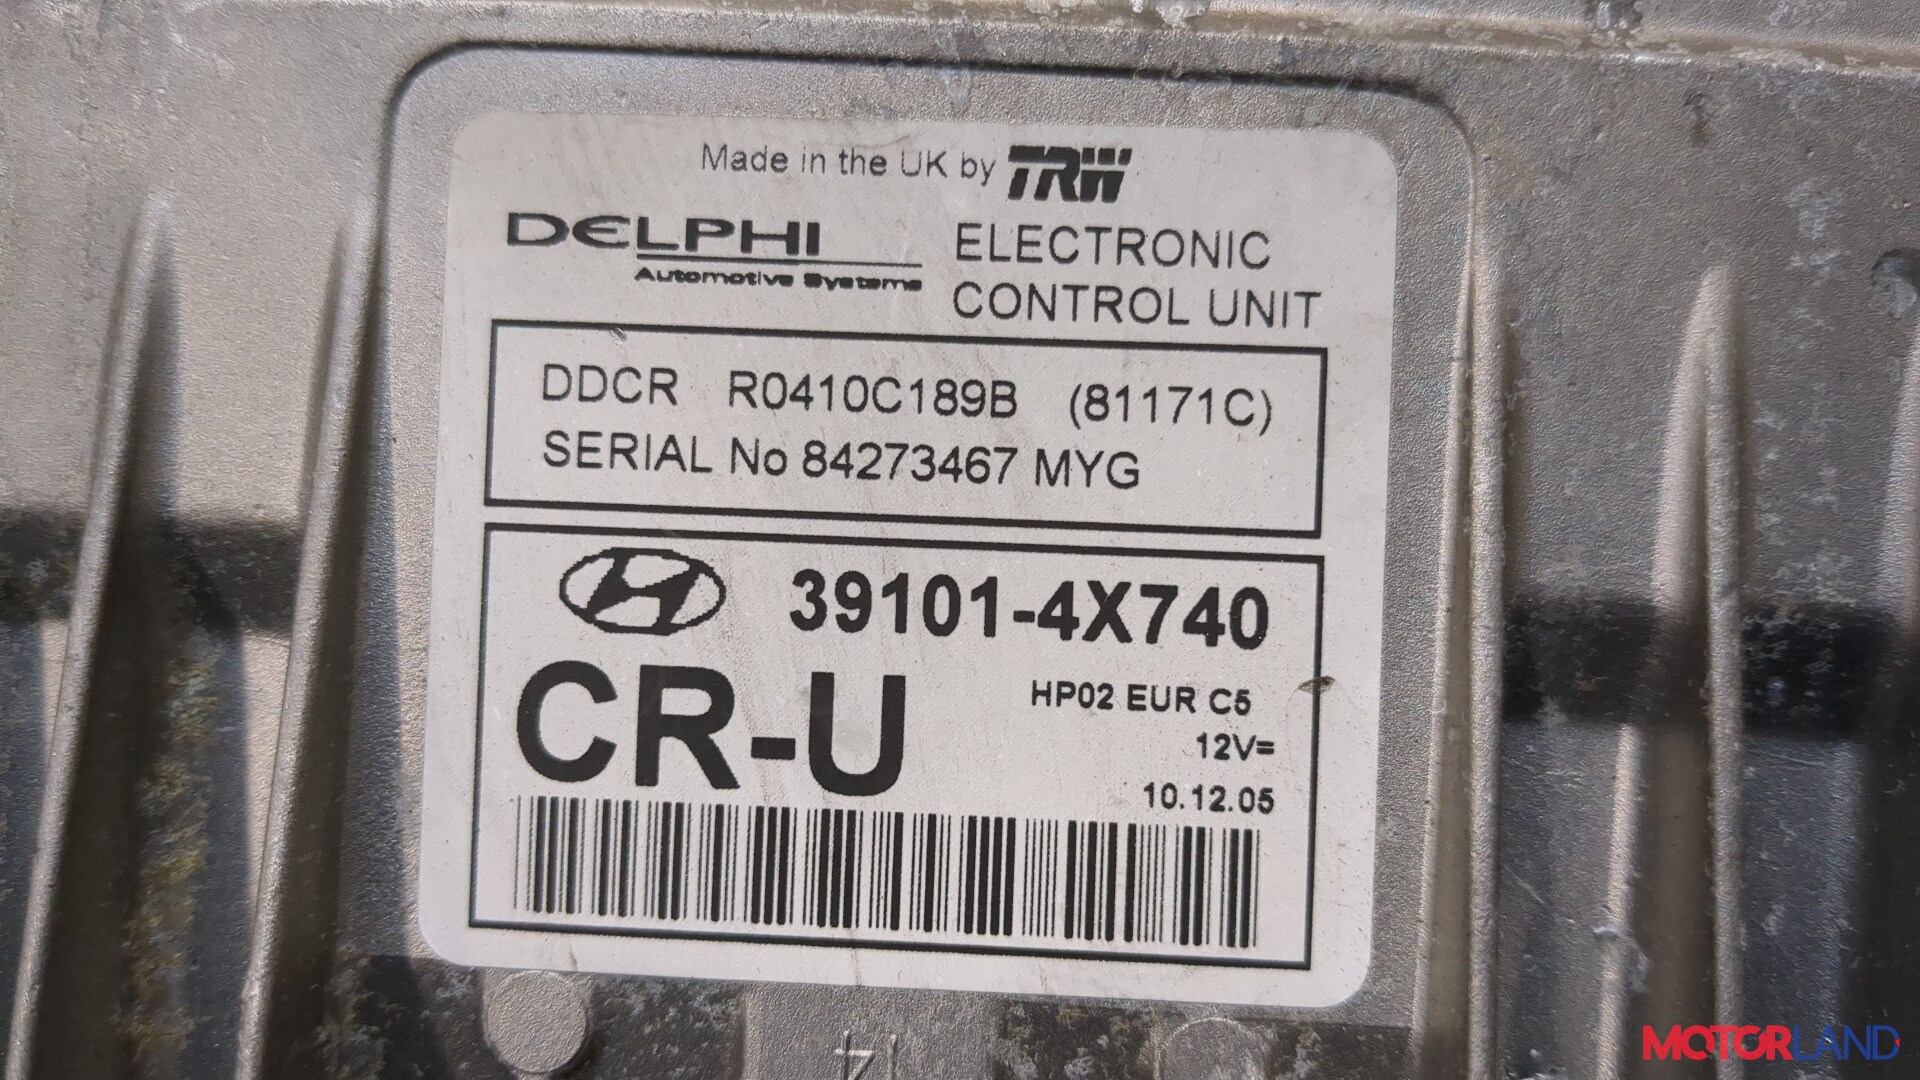 Made in the UK by TRW
DELPHI
Automotive Systems
ELECTRONIC
CONTROL UNIT
DDCR R0410C189B (81171C)
SERIAL No 84273467 MYG
39101-4X740
CR-U
HP02 EUR C5
12V=
10.12.05
14
MOTORLAND